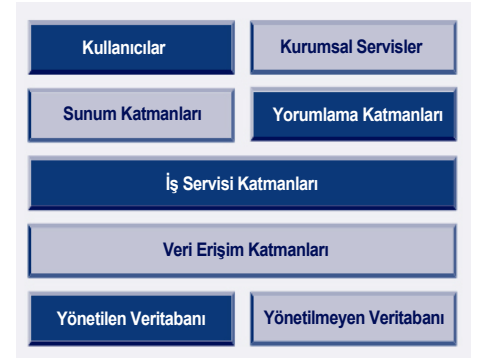 Kullanıcılar
Kurumsal Servisler
Sunum Katmanları
Yorumlama Katmanları
İş Servisi Katmanları
Veri Erişim Katmanları
Yönetilen Veritabanı
Yönetilmeyen Veritabanı